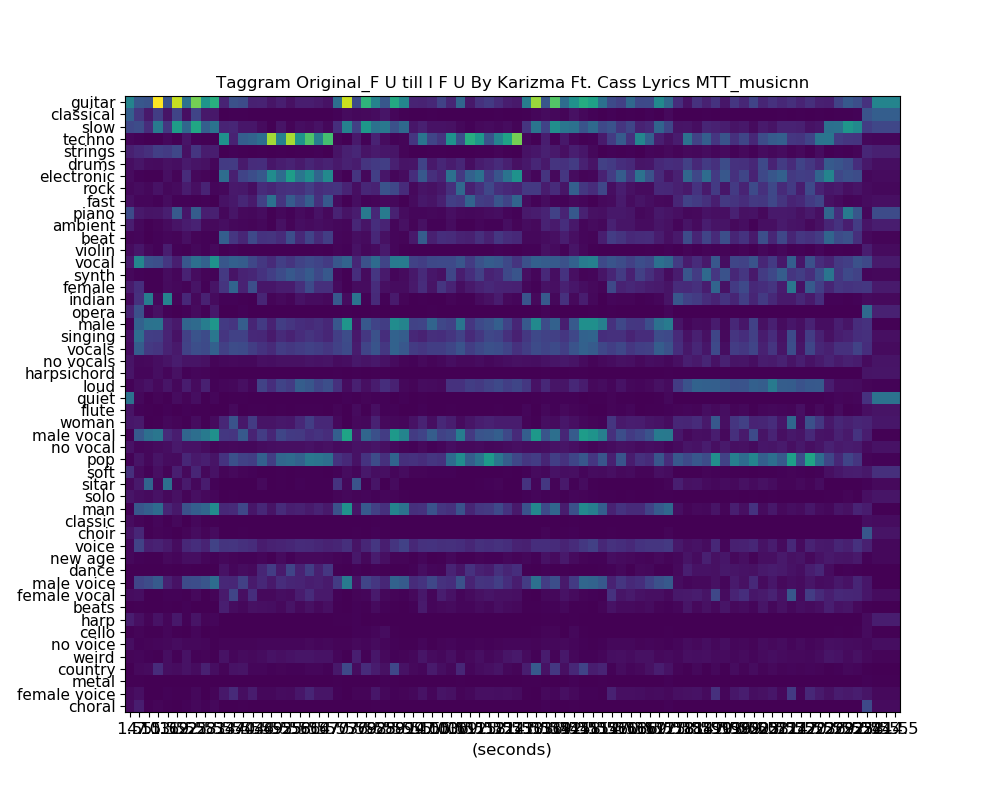 Taggram Original_F U till I F U By Karizma Ft. Cass Lyrics MTT_musicnn
guitar
classical
slow
techno
strings
drums
electronic
rock
fast
piano
ambient
beat
violin
vocal
synth
female
indian
opera
male
singing
vocals
no vocals
harpsichord
loud
quiet
flute
woman
male vocal
no vocal
pop
soft
sitar
solo
man
classic
choir
voice
new age
dance
male voice
female vocal
beats
harp
cello
no voice
weird
country
metal
female voice
choral
(seconds)